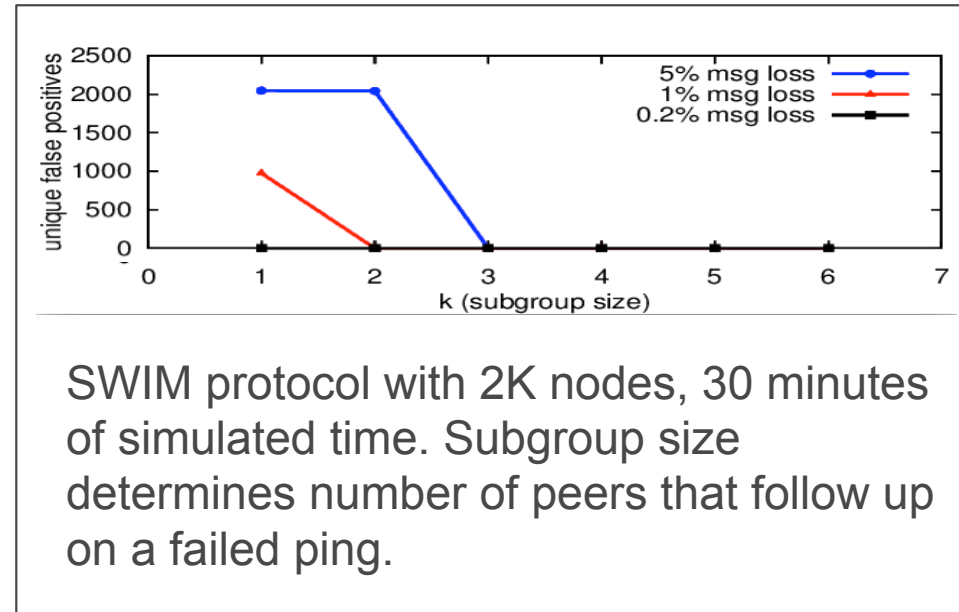 unique false positives
2500
2000
1500
1000
500
0
5% msg loss
1% msg loss
0.2% msg loss
0 1 2 3 4 5 6 7
k (subgroup size)
SWIM protocol with 2K nodes, 30 minutes
of simulated time. Subgroup size
determines number of peers that follow up
on a failed ping.